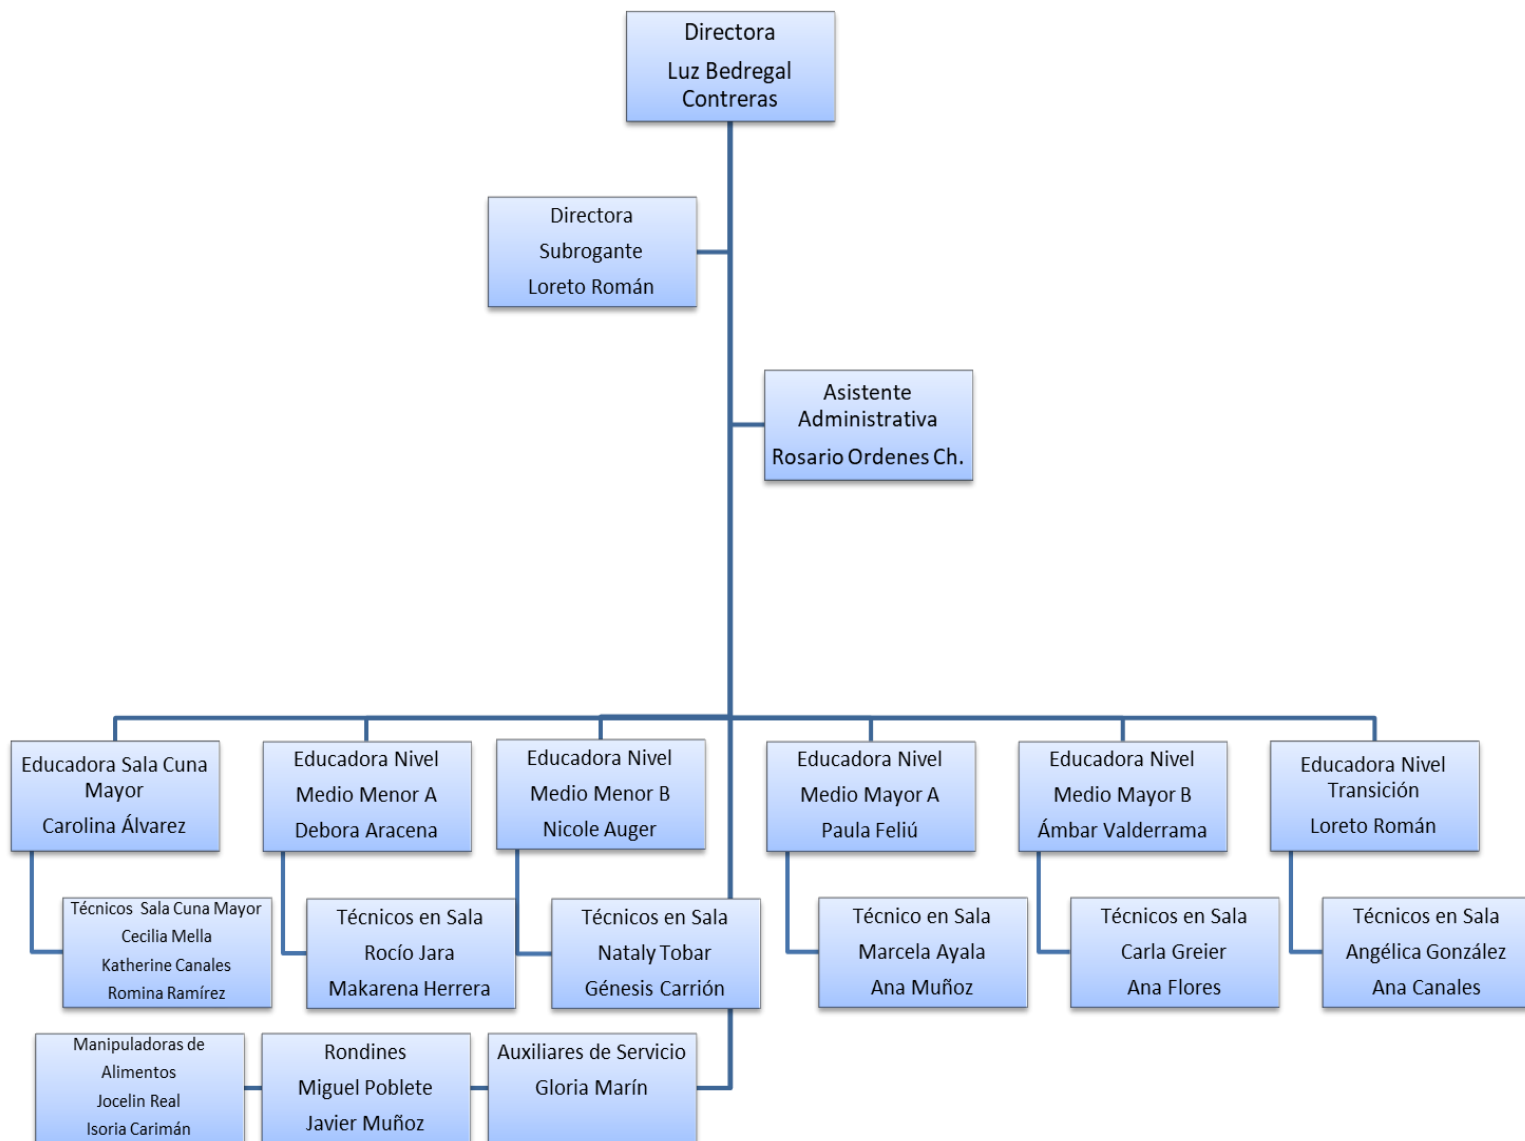 Directora
Luz Bedregal
Contreras
Directora
Subrogante
Loreto Román
Asistente
Administrativa
Rosario Ordenes Ch.
Educadora Sala Cuna
Mayor
Carolina Álvarez
Educadora Nivel
Medio Menor A
Debora Aracena
Educadora Nivel
Medio Menor B
Nicole Auger
Educadora Nivel
Medio Mayor A
Paula Feliú
Educadora Nivel
Medio Mayor B
Ámbar Valderrama
Educadora Nivel
Transición
Loreto Román
Técnicos Sala Cuna Mayor
Cecilia Mella
Katherine Canales
Romina Ramírez
Técnicos en Sala
Rocío Jara
Makarena Herrera
Técnicos en Sala
Nataly Tobar
Génesis Carrión
Técnico en Sala
Marcela Ayala
Ana Muñoz
Técnicos en Sala
Carla Greier
Ana Flores
Técnicos en Sala
Angélica González
Ana Canales
Manipuladoras de
Alimentos
Jocelin Real
Isoria Carimán
Rondines
Miguel Poblete
Javier Muñoz
Auxiliares de Servicio
Gloria Marín